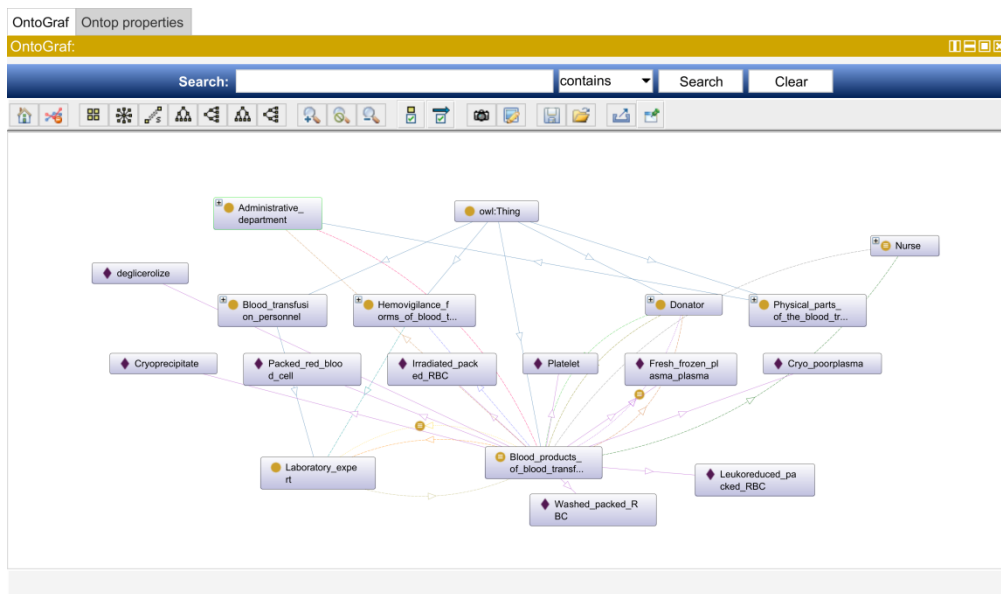 OntoGraf Ontop properties
OntoGraf:
Search: contains Search Clear
Administrative_
department
owl:Thing
Nurse
deglicerolize
Blood_transfusi
on_personnel
Hemovigilance_f
orms_of_blood_t...
Donator
Physical_parts_
of_the_blood_tr...
Cryoprecipitate
Packed_red_bloo
d_cell
Irradiated_pack
ed_RBC
Platelet
Fresh_frozen_pl
asma_plasma
Cryo_poorplasma
Laboratory_expe
rt
Blood_products_
of_blood_transf...
Leukoreduced_pa
cked_RBC
Washed_packed_R
BC